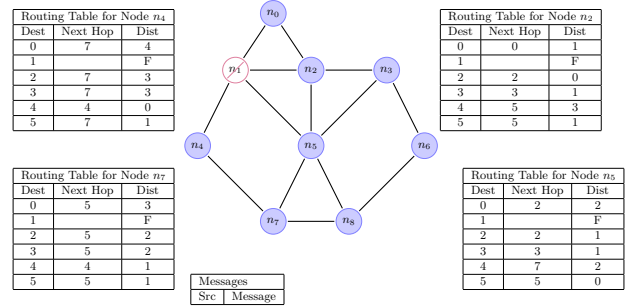 Routing Table for Node n4
Dest Next Hop Dist
0 7 4
1 F
2 7 3
3 7 3
4 4 0
5 7 1
n0
n1
n2
n3
n4
n5
n6
n7
n8
Routing Table for Node n2
Dest Next Hop Dist
0 0 1
1 F
2 2 0
3 3 1
4 5 3
5 5 1
Routing Table for Node n7
Dest Next Hop Dist
0 5 3
1 F
2 5 2
3 5 2
4 4 1
5 5 1
Messages
Src Message
Routing Table for Node n5
Dest Next Hop Dist
0 2 2
1 F
2 2 1
3 3 1
4 7 2
5 5 0